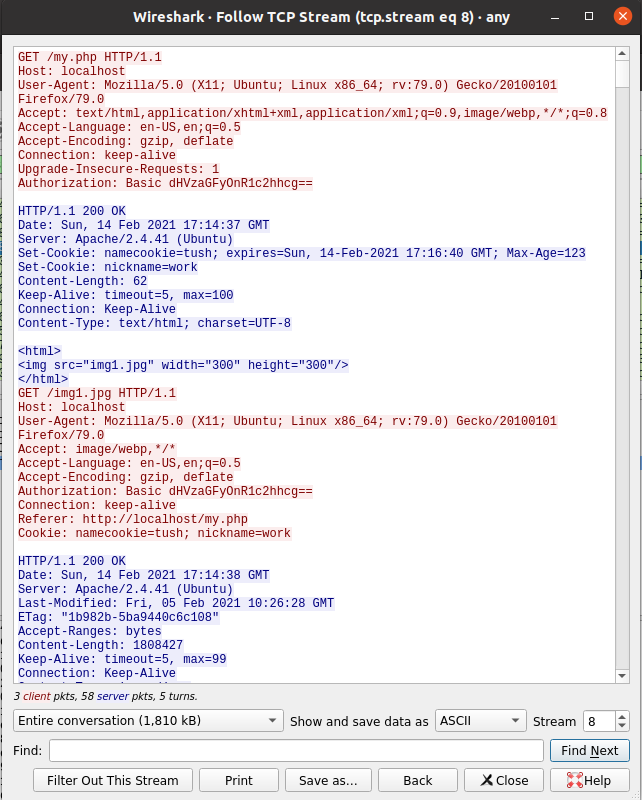 Wireshark · Follow TCP Stream (tcp.stream eq 8) · any
GET /my.php HTTP/1.1
Host: localhost
User-Agent: Mozilla/5.0 (X11; Ubuntu; Linux x86_64; rv:79.0) Gecko/20100101
Firefox/79.0
Accept: text/html,application/xhtml+xml,application/xml;q=0.9,image/webp,*/*;q=0.8
Accept-Language: en-US,en;q=0.5
Accept-Encoding: gzip, deflate
Connection: keep-alive
Upgrade-Insecure-Requests: 1
Authorization: Basic dHVzaGFyOnR1c2hhcg==
HTTP/1.1 200 OK
Date: Sun, 14 Feb 2021 17:14:37 GMT
Server: Apache/2.4.41 (Ubuntu)
Set-Cookie: namecookie=tush; expires=Sun, 14-Feb-2021 17:16:40 GMT; Max-Age=123
Set-Cookie: nickname=work
Content-Length: 62
Keep-Alive: timeout=5, max=100
Connection: Keep-Alive
Content-Type: text/html; charset=UTF-8
<html>
<img src="img1.jpg" width="300" height="300"/>
</html>
GET /img1.jpg HTTP/1.1
Host: localhost
User-Agent: Mozilla/5.0 (X11; Ubuntu; Linux x86_64; rv:79.0) Gecko/20100101
Firefox/79.0
Accept: image/webp,*/*
Accept-Language: en-US,en;q=0.5
Accept-Encoding: gzip, deflate
Authorization: Basic dHVzaGFyOnR1c2hhcg==
Connection: keep-alive
Referer: http://localhost/my.php
Cookie: namecookie=tush; nickname=work
HTTP/1.1 200 OK
Date: Sun, 14 Feb 2021 17:14:38 GMT
Server: Apache/2.4.41 (Ubuntu)
Last-Modified: Fri, 05 Feb 2021 10:26:28 GMT
ETag: "1b982b-5ba9440c6c108"
Accept-Ranges: bytes
Content-Length: 1808427
Keep-Alive: timeout=5, max=99
Connection: Keep-Alive
3 client pkts, 58 server pkts, 5 turns.
Entire conversation (1,810 kB) Show and save data as ASCII Stream 8
Find: Find Next
Filter Out This Stream Print Save as… Back Close Help